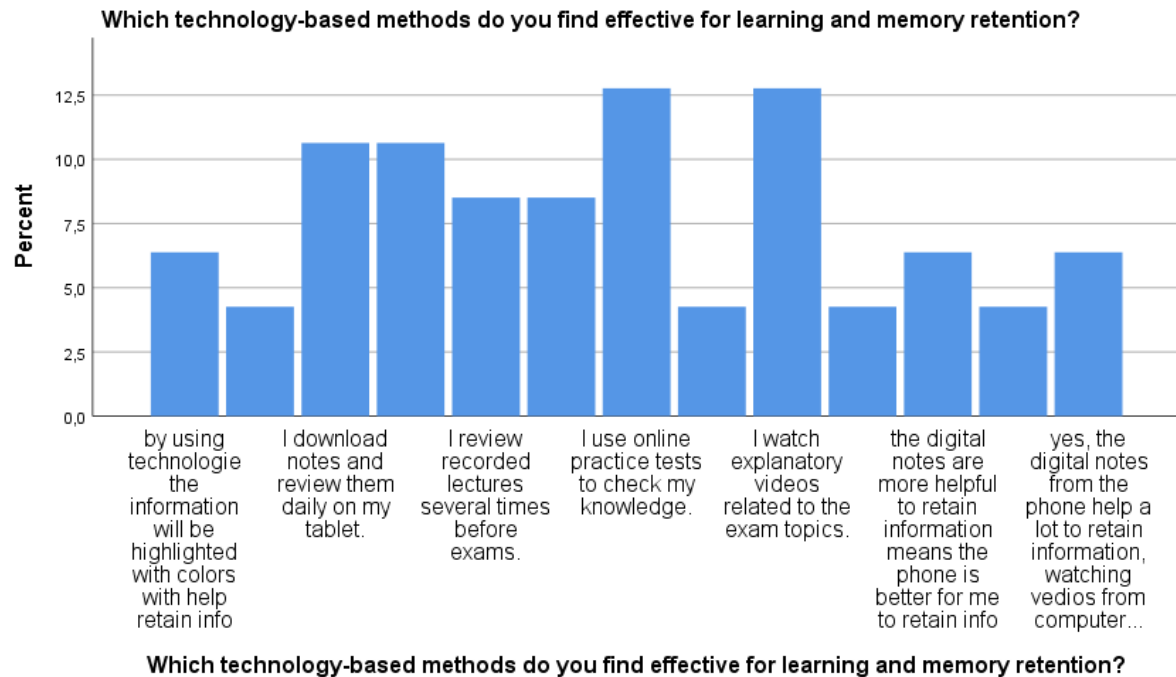 Which technology-based methods do you find effective for learning and memory retention?
Percent
12,5
10,0
7,5
5,0
2,5
0,0
by using
technologie
the
information
will be
highlighted
with colors
with help
retain info
I download
notes and
review them
daily on my
tablet.
I review
recorded
lectures
several times
before
exams.
I use online
practice tests
to check my
knowledge.
I watch
explanatory
videos
related to the
exam topics.
the digital
notes are
more helpful
to retain
information
means the
phone is
better for me
to retain info
yes, the
digital notes
from the
phone help a
lot to retain
information,
watching
vedios from
computer...
Which technology-based methods do you find effective for learning and memory retention?